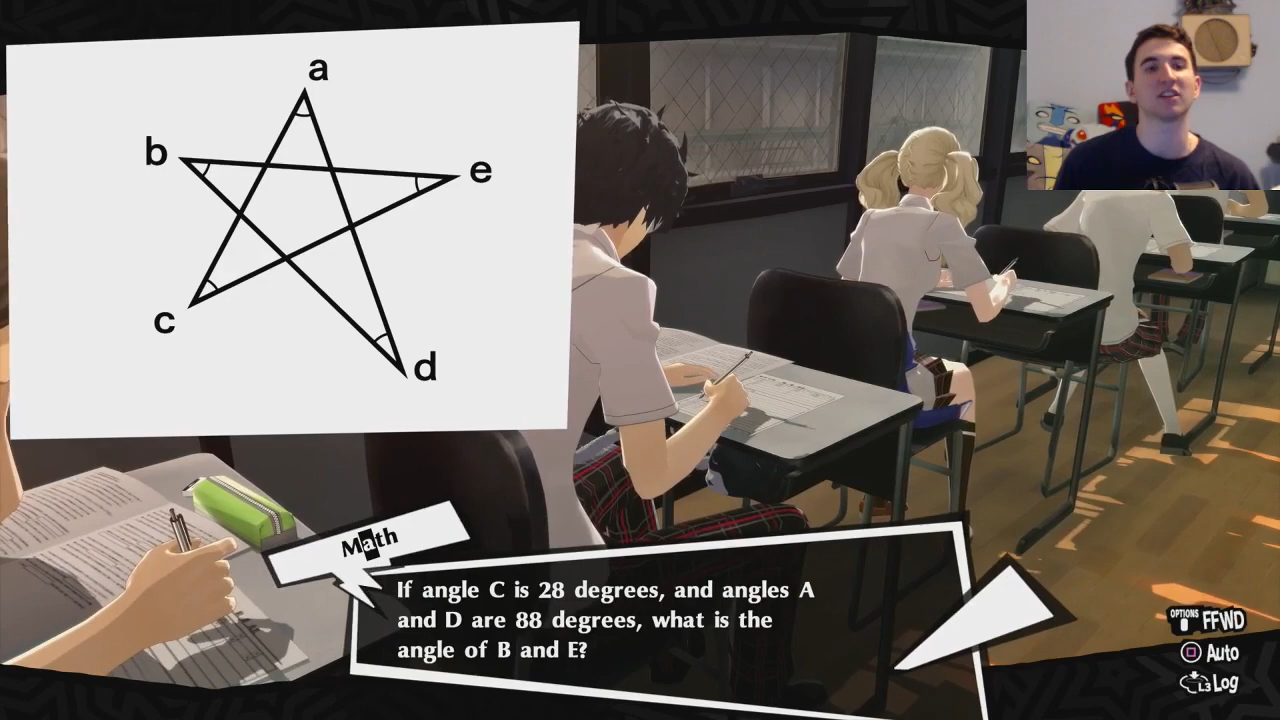 a
b
e
c
d
Math
If angle C is 28 degrees, and angles A
and D are 88 degrees, what is the
angle of B and E?
OPTIONS FFWD
Auto
L3 Log